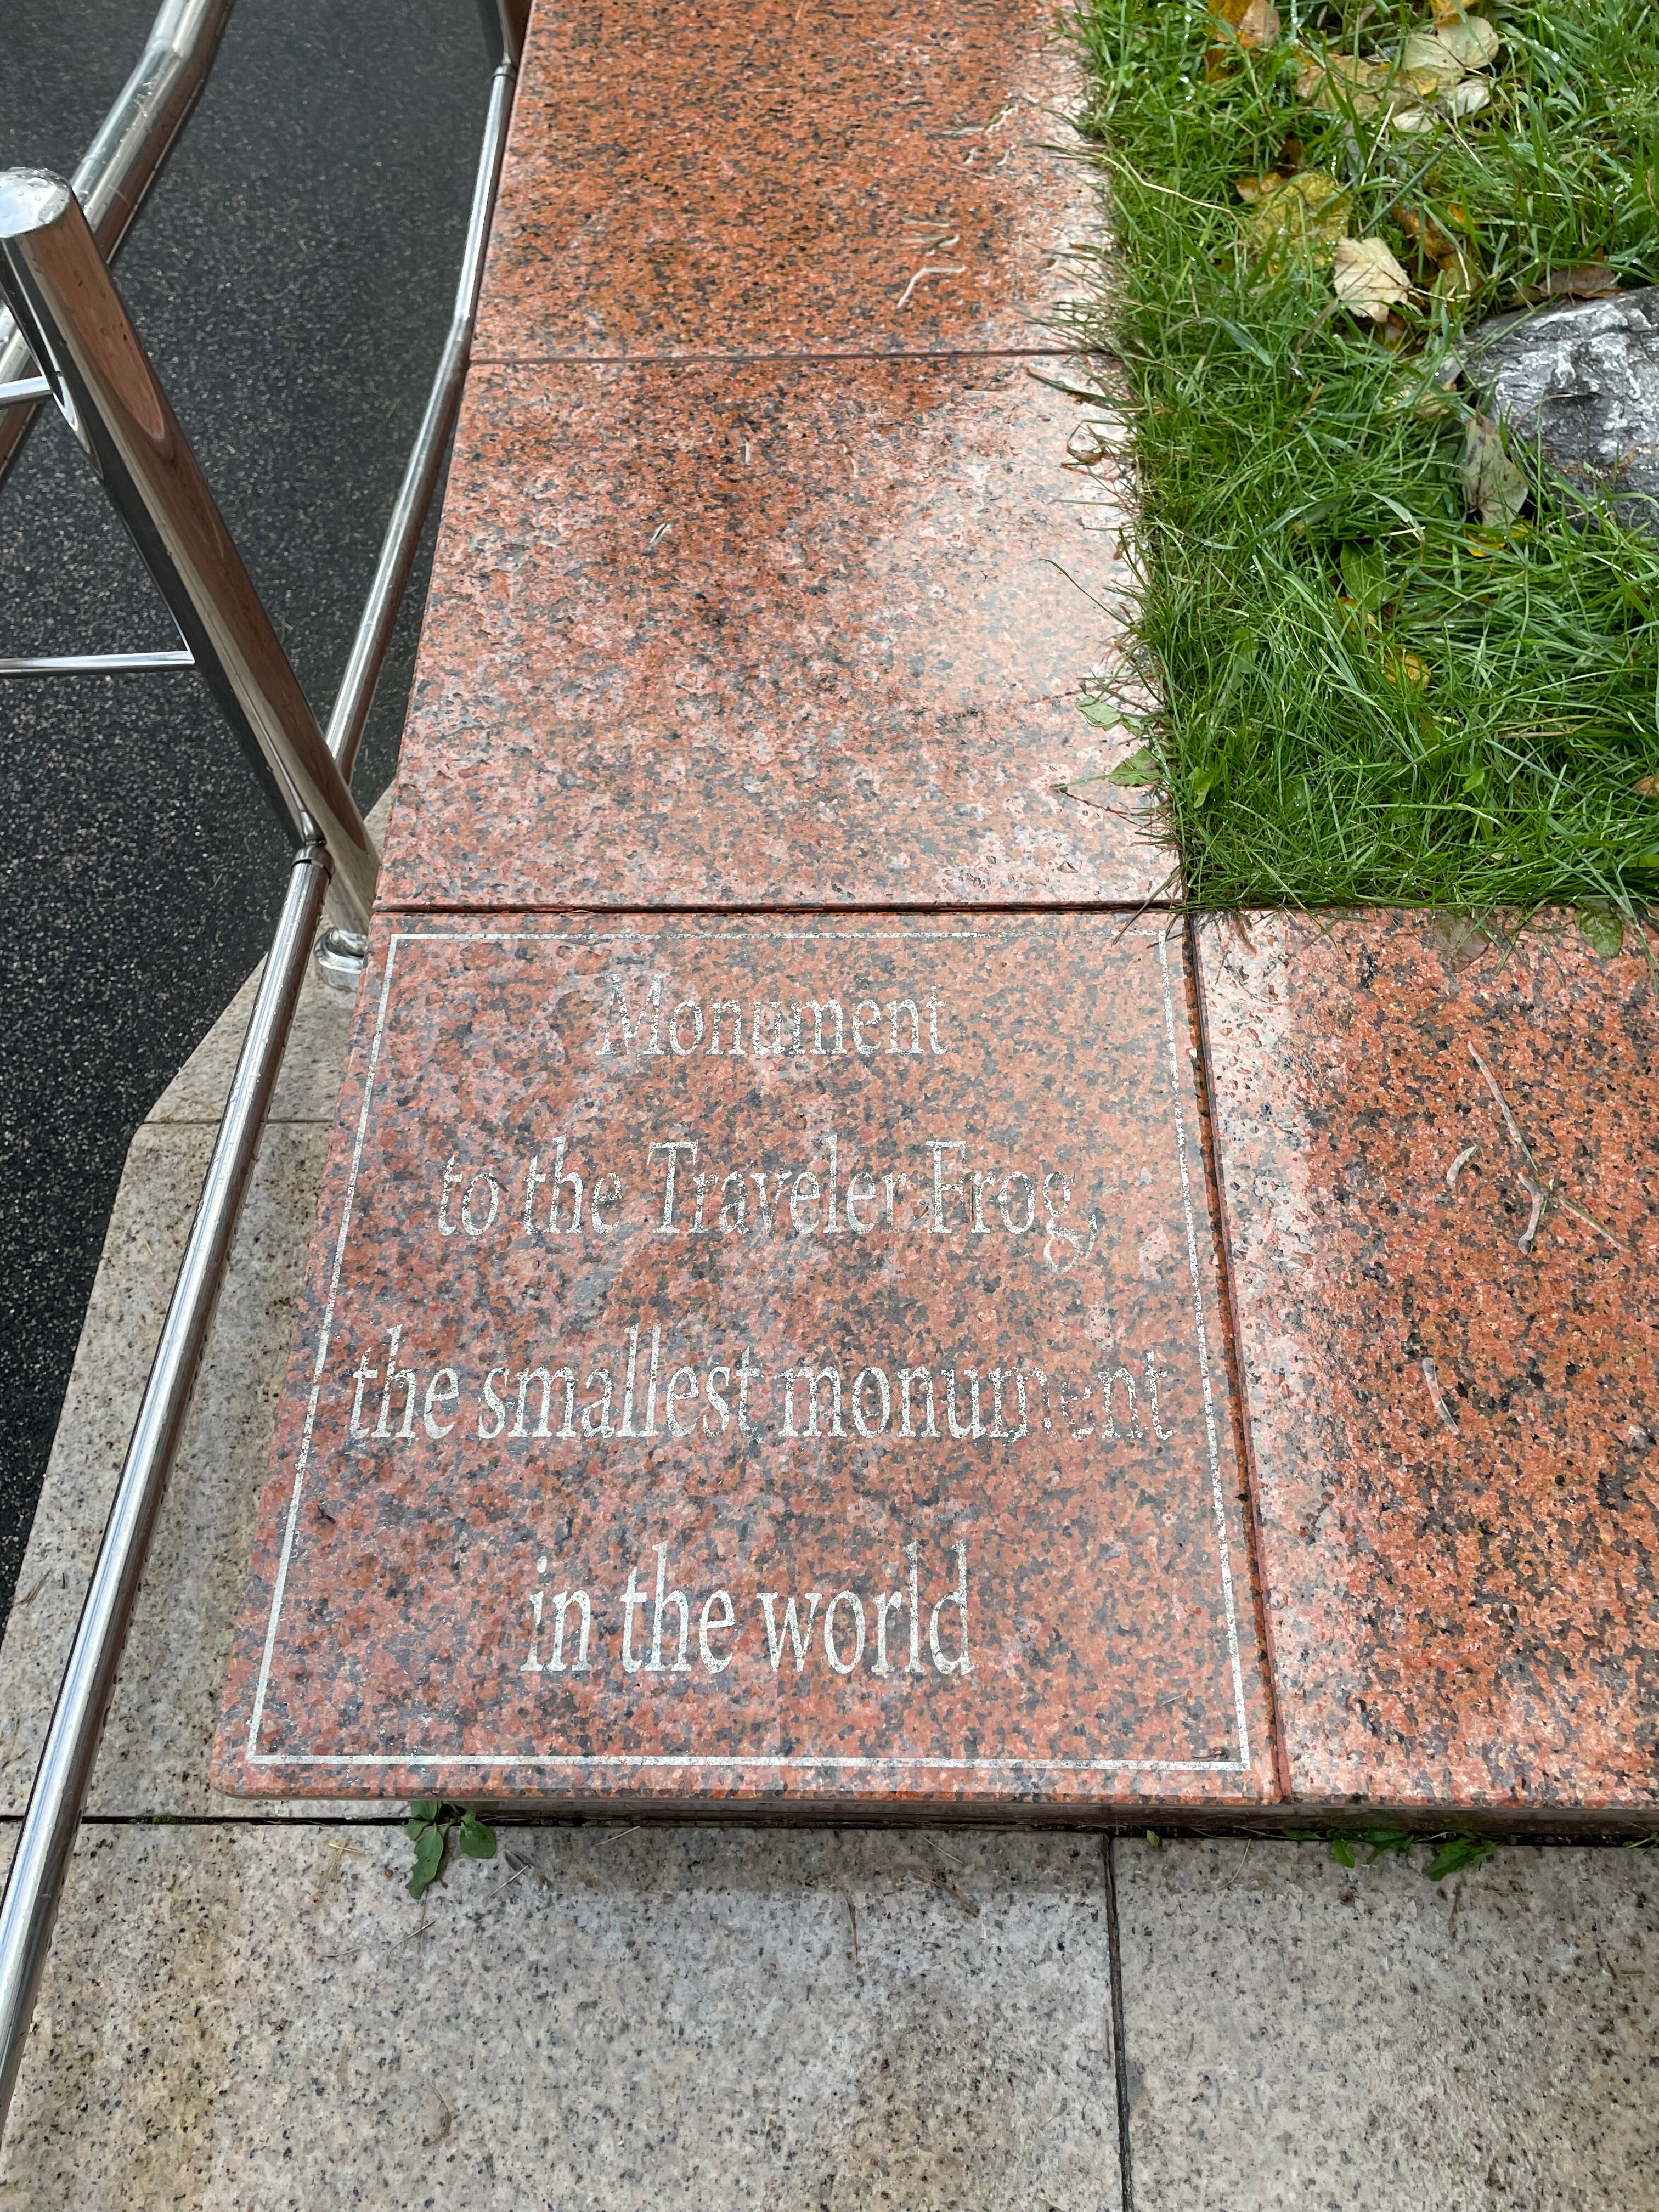 Monument
to the Traveler Frog,
the smallest monument
in the world